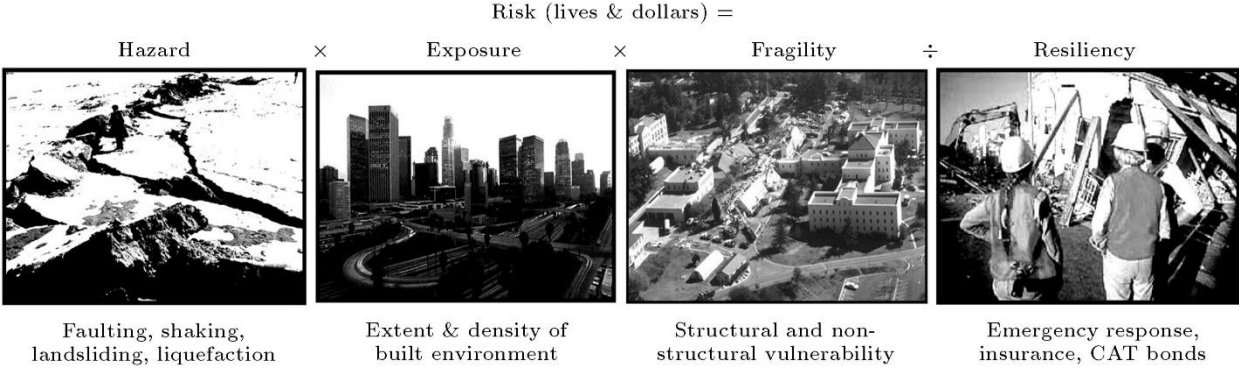 Risk (lives & dollars) =
Hazard × Exposure × Fragility ÷ Resiliency
Faulting, shaking,
landsliding, liquefaction
Extent & density of
built environment
Structural and non-
structural vulnerability
Emergency response,
insurance, CAT bonds